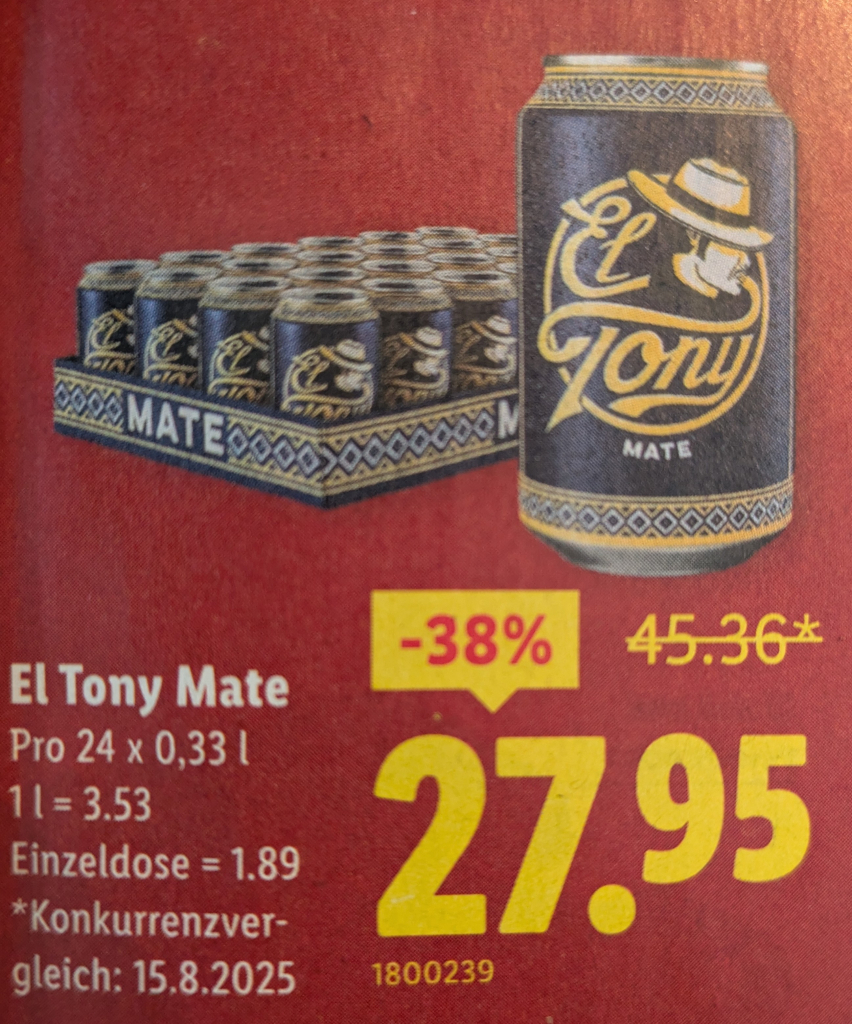 El
Tony
MATE
MATE
-38%
45.36*
27.95
El Tony Mate
Pro 24 x 0,33 l
1 l = 3.53
Einzeldose = 1.89
*Konkurrenzver-
gleich: 15.8.2025
1800239